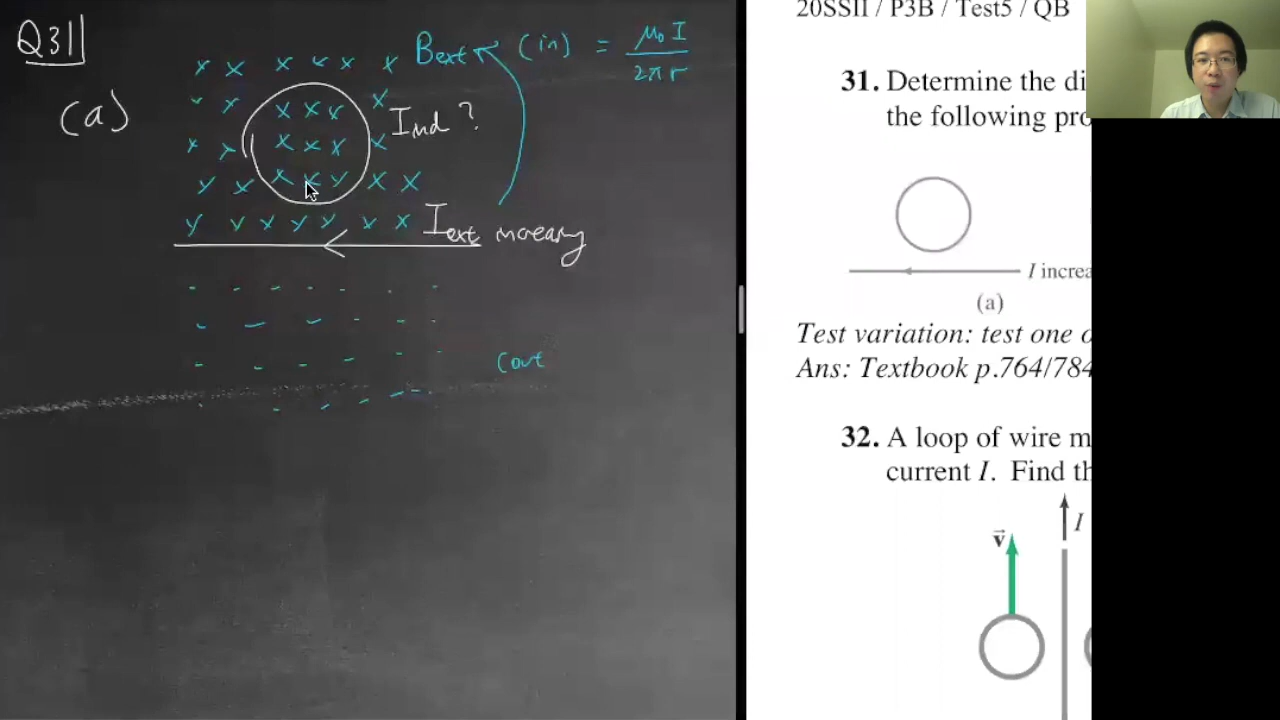 Q31
(a)
Bext (in) = μ₀ I / 2π r
Ind ?
Iext increasing
(out
20SSII / P3B / Test5 / QB
31. Determine the di
the following pro
I increa
(a)
Test variation: test one o
Ans: Textbook p.764/784
32. A loop of wire m
current I. Find th
I
v